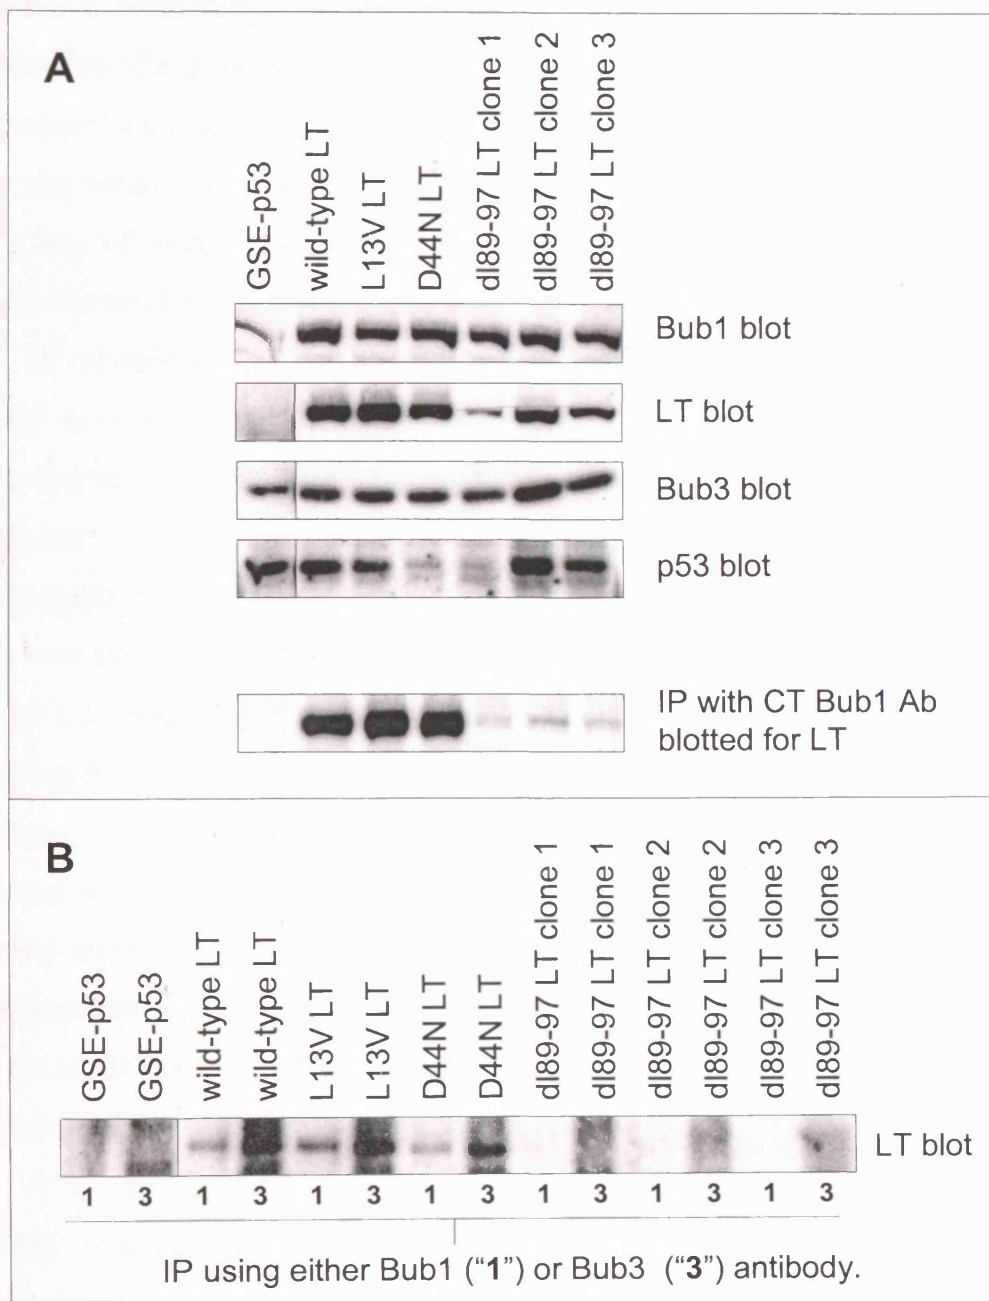 A
GSE-p53
wild-type LT
L13V LT
D44N LT
dl89-97 LT clone 1
dl89-97 LT clone 2
dl89-97 LT clone 3
Bub1 blot
LT blot
Bub3 blot
p53 blot
IP with CT Bub1 Ab
blotted for LT
B
GSE-p53
GSE-p53
wild-type LT
wild-type LT
L13V LT
L13V LT
D44N LT
D44N LT
dl89-97 LT clone 1
dl89-97 LT clone 1
dl89-97 LT clone 2
dl89-97 LT clone 2
dl89-97 LT clone 3
dl89-97 LT clone 3
LT blot
1 3 1 3 1 3 1 3 1 3 1 3 1 3
IP using either Bub1 (“1”) or Bub3 (“3”) antibody.